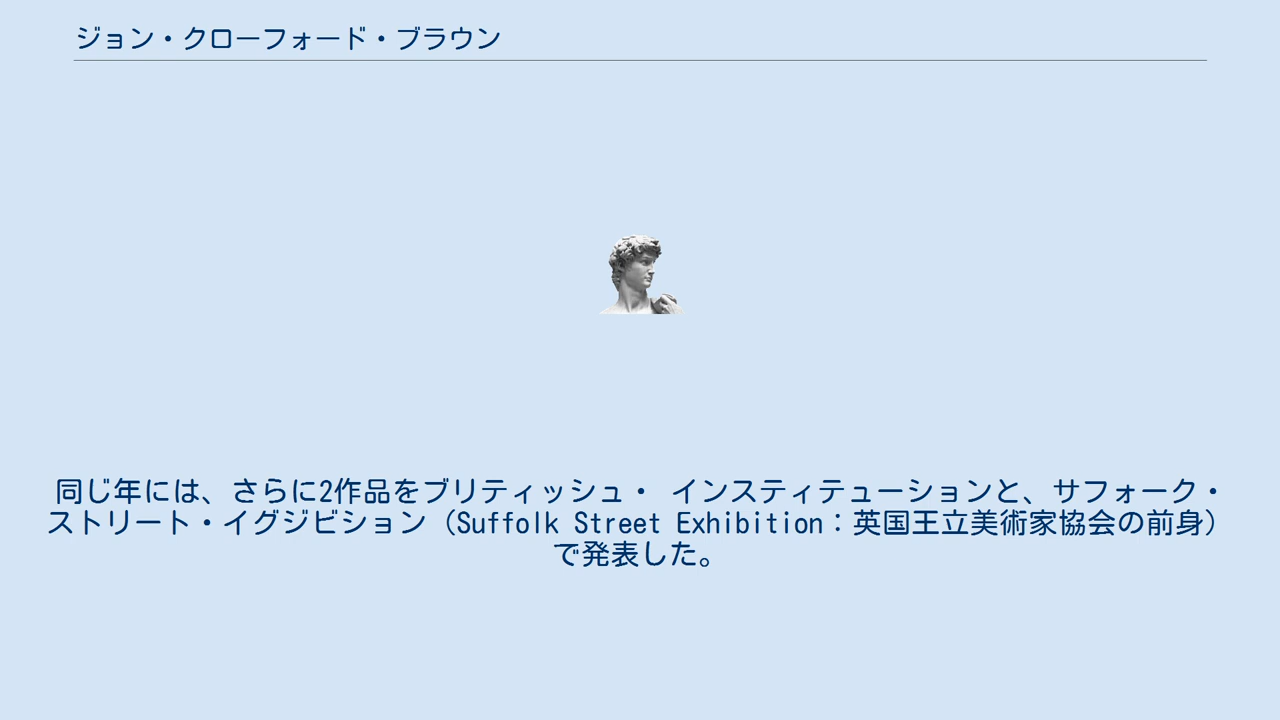 ジョン・クローフォード・ブラウン
同じ年には、さらに2作品をブリティッシュ・ インスティテューションと、サフォーク・
ストリート・イグジビション（Suffolk Street Exhibition：英国王立美術家協会の前身）
で発表した。